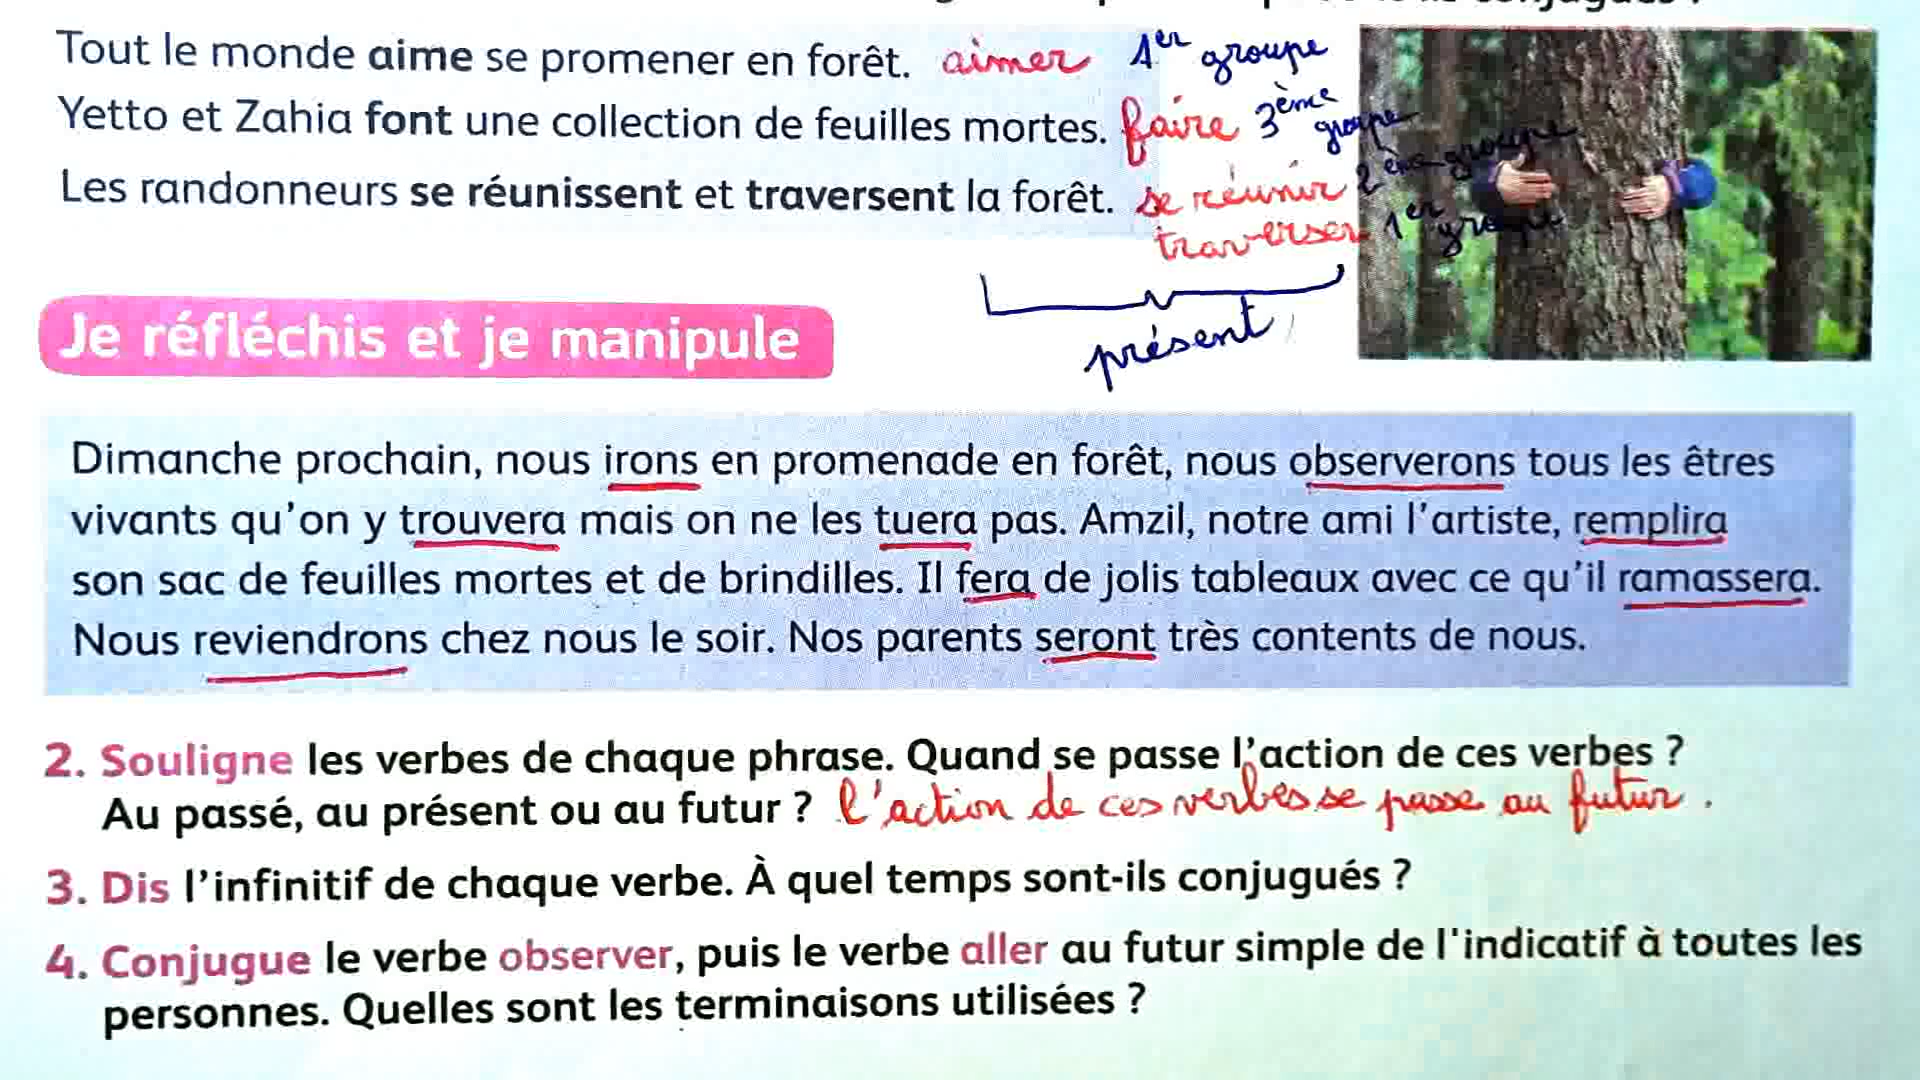 Tout le monde aime se promener en forêt. aimer 1er groupe
Yetto et Zahia font une collection de feuilles mortes. faire 3ème groupe
Les randonneurs se réunissent et traversent la forêt. se réunir 2ème groupe
traverser 1er groupe
présent
Je réfléchis et je manipule
Dimanche prochain, nous irons en promenade en forêt, nous observerons tous les êtres
vivants qu'on y trouvera mais on ne les tuera pas. Amzil, notre ami l'artiste, remplira
son sac de feuilles mortes et de brindilles. Il fera de jolis tableaux avec ce qu'il ramassera.
Nous reviendrons chez nous le soir. Nos parents seront très contents de nous.
2. Souligne les verbes de chaque phrase. Quand se passe l'action de ces verbes ?
Au passé, au présent ou au futur ? l'action de ces verbes se passe au futur.
3. Dis l'infinitif de chaque verbe. À quel temps sont-ils conjugués ?
4. Conjugue le verbe observer, puis le verbe aller au futur simple de l'indicatif à toutes les
personnes. Quelles sont les terminaisons utilisées ?